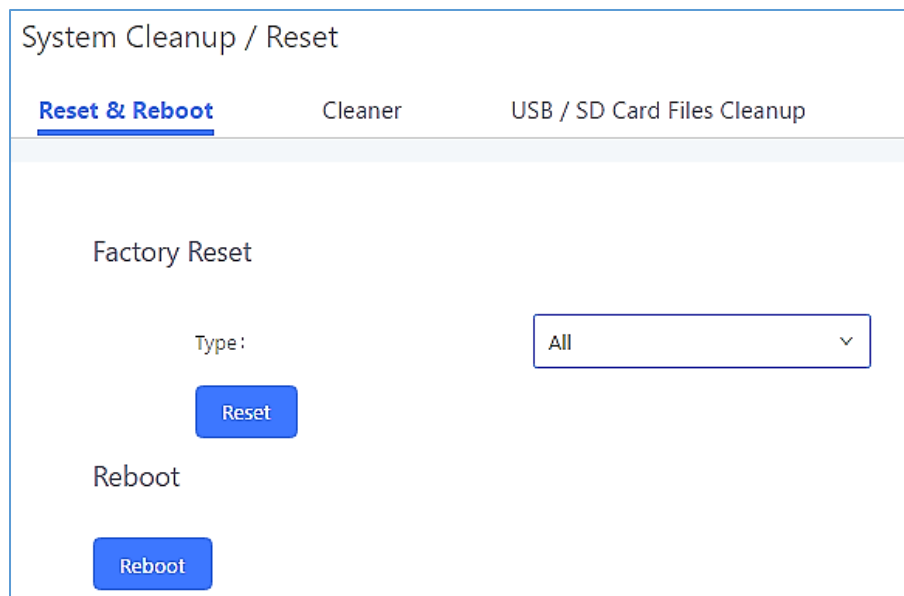 System Cleanup / Reset
Reset & Reboot Cleaner USB / SD Card Files Cleanup
Factory Reset
Type: All
Reset
Reboot
Reboot